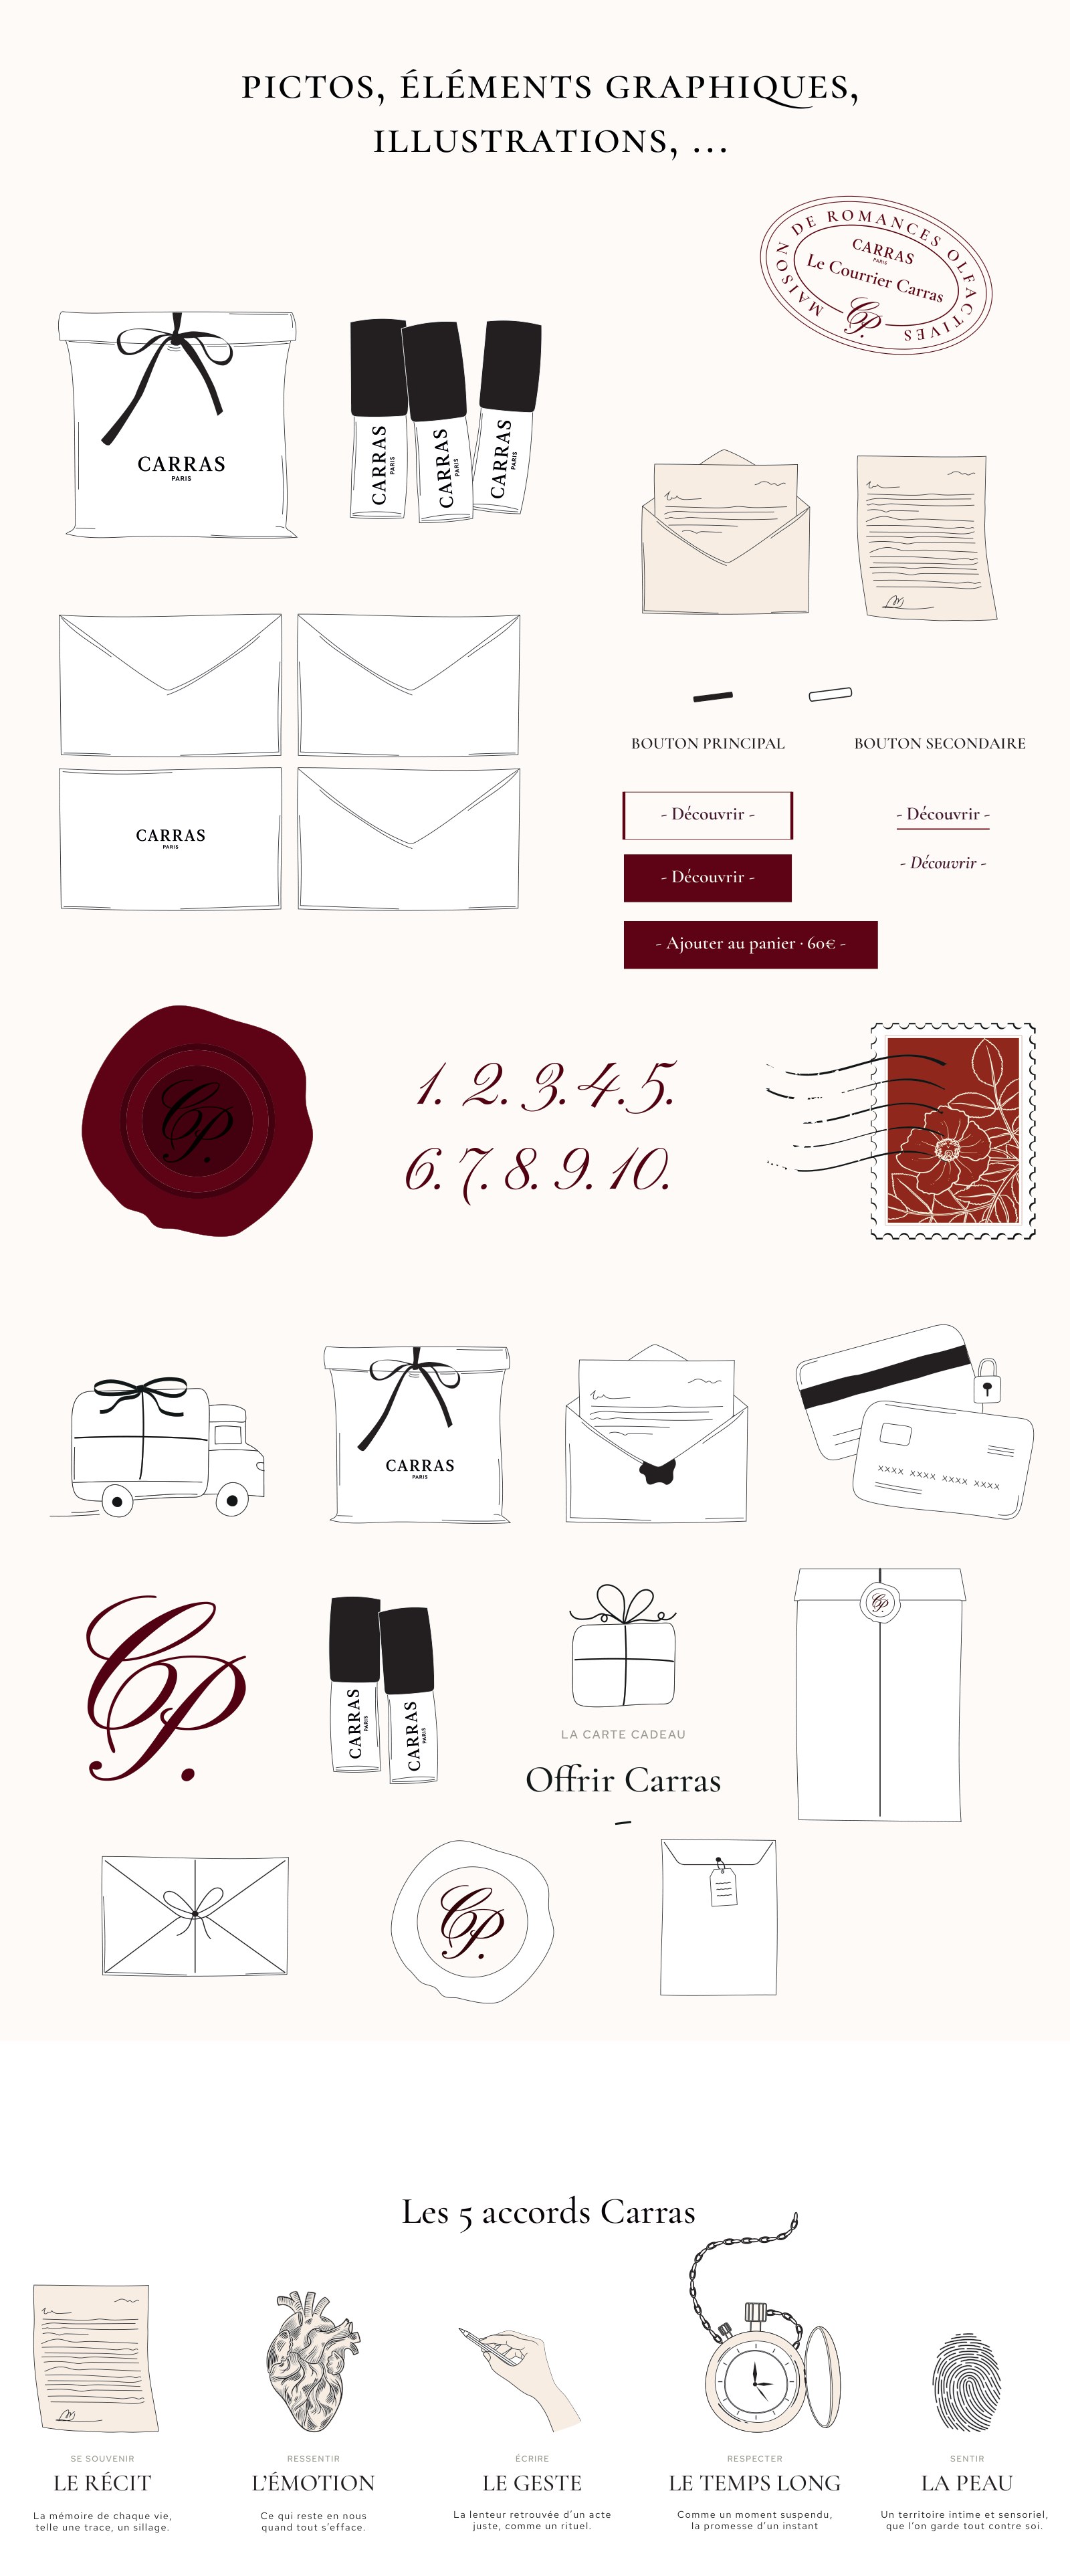 PICTOS, ÉLÉMENTS GRAPHIQUES,
ILLUSTRATIONS, ...
MAISON DE ROMANCES OLFACTIVES
CARRAS
PARIS
Le Courrier Carras
CP.
CARRAS
PARIS
CARRAS
PARIS
CARRAS
PARIS
CARRAS
PARIS
BOUTON PRINCIPAL
BOUTON SECONDAIRE
- Découvrir -
- Découvrir -
- Découvrir -
- Découvrir -
- Ajouter au panier · 60€ -
CARRAS
PARIS
CP.
1. 2. 3. 4. 5.
6. 7. 8. 9. 10.
CARRAS
PARIS
xxxx xxxx xxxx xxxx
CP.
CARRAS
PARIS
CARRAS
PARIS
CP.
LA CARTE CADEAU
Offrir Carras
CP.
Les 5 accords Carras
SE SOUVENIR
LE RÉCIT
La mémoire de chaque vie,
telle une trace, un sillage.
RESSENTIR
L'ÉMOTION
Ce qui reste en nous
quand tout s'efface.
ÉCRIRE
LE GESTE
La lenteur retrouvée d'un acte
juste, comme un rituel.
RESPECTER
LE TEMPS LONG
Comme un moment suspendu,
la promesse d'un instant
SENTIR
LA PEAU
Un territoire intime et sensoriel,
que l'on garde tout contre soi.